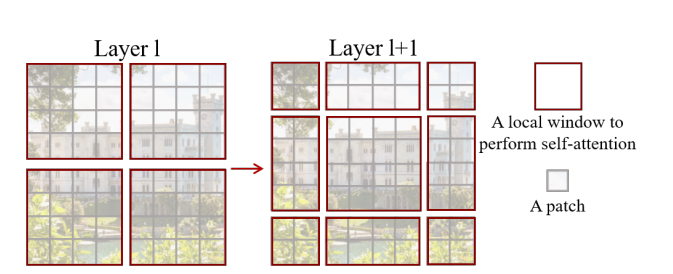 Layer l
Layer l+1
A local window to
perform self-attention
A patch